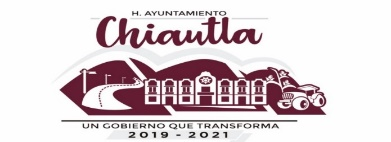 H. AYUNTAMIENTO
Chiautla
UN GOBIERNO QUE TRANSFORMA
2019 - 2021